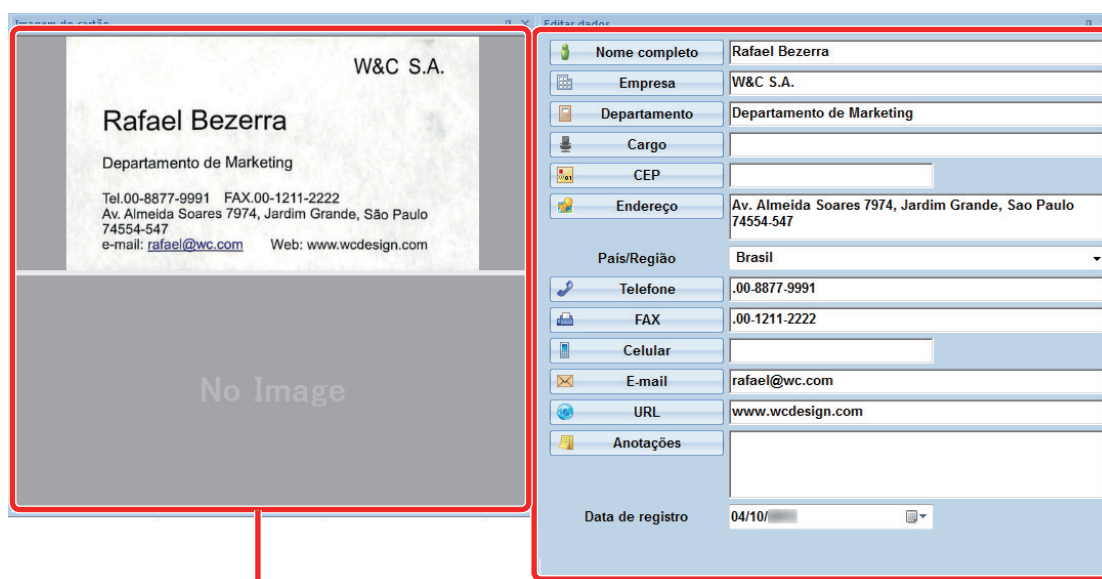 Imagem do cartão
W&C S.A.
Rafael Bezerra
Departamento de Marketing
Tel.00-8877-9991 FAX.00-1211-2222
Av. Almeida Soares 7974, Jardim Grande, São Paulo
74554-547
e-mail: rafael@wc.com Web: www.wcdesign.com
No Image
Editar dados
Nome completo Rafael Bezerra
Empresa W&C S.A.
Departamento Departamento de Marketing
Cargo
CEP
Endereço Av. Almeida Soares 7974, Jardim Grande, Sao Paulo
74554-547
País/Região Brasil
Telefone .00-8877-9991
FAX .00-1211-2222
Celular
E-mail rafael@wc.com
URL www.wcdesign.com
Anotações
Data de registro 04/10/